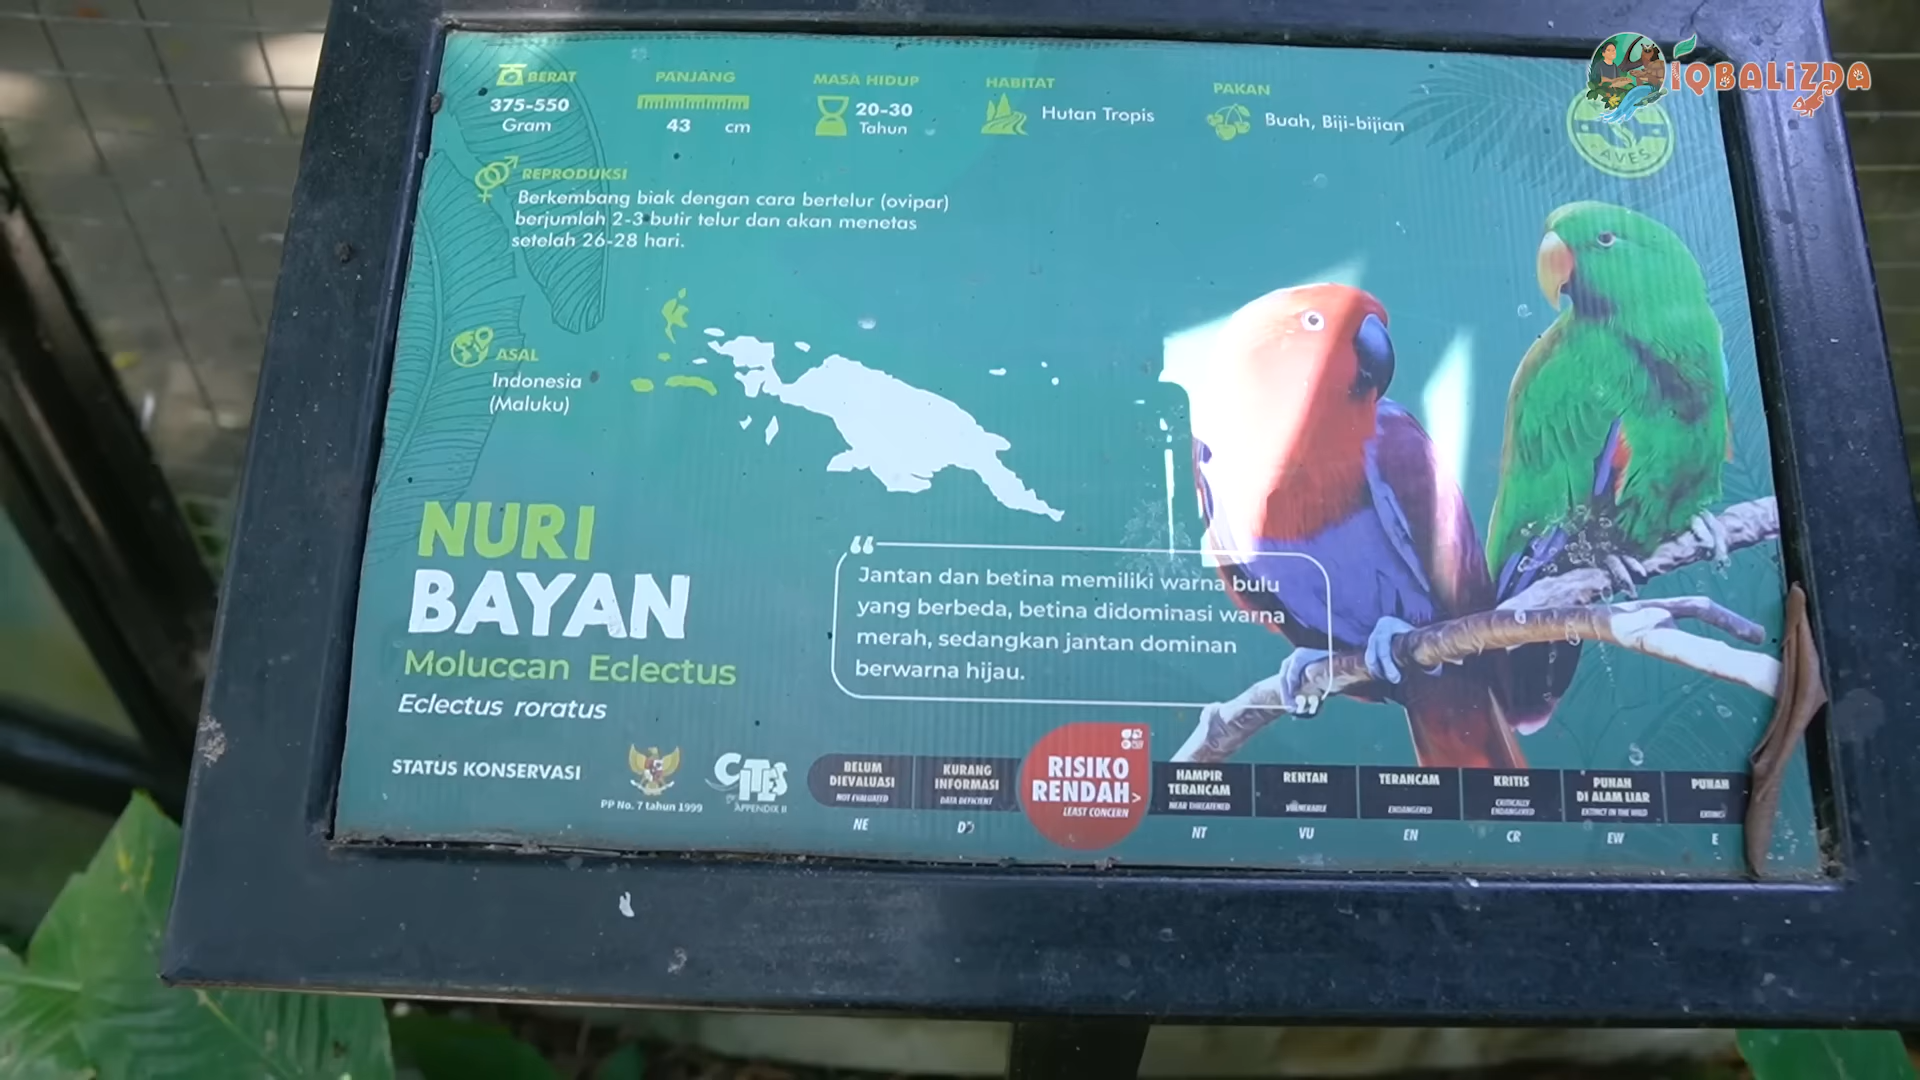 IQBALIZDA
BERAT
375-550
Gram
PANJANG
43 cm
MASA HIDUP
20-30
Tahun
HABITAT
Hutan Tropis
PAKAN
Buah, Biji-bijian
AVES
REPRODUKSI
Berkembang biak dengan cara bertelur (ovipar)
berjumlah 2-3 butir telur dan akan menetas
setelah 26-28 hari.
ASAL
Indonesia
(Maluku)
NURI
BAYAN
Moluccan Eclectus
Eclectus roratus
“
Jantan dan betina memiliki warna bulu
yang berbeda, betina didominasi warna
merah, sedangkan jantan dominan
berwarna hijau.
”
STATUS KONSERVASI
PP No. 7 tahun 1999
CITES
APPENDIX II
BELUM
DIEVALUASI
NOT EVALUATED
NE
KURANG
INFORMASI
DATA DEFICIENT
RISIKO
RENDAH>
LEAST CONCERN
HAMPIR
TERANCAM
NEAR THREATENED
NT
RENTAN
VULNERABLE
VU
TERANCAM
ENDANGERED
EN
KRITIS
CRITICALLY
ENDANGERED
CR
PUNAH
DI ALAM LIAR
EXTINCT IN THE WILD
EW
PUNAH
E